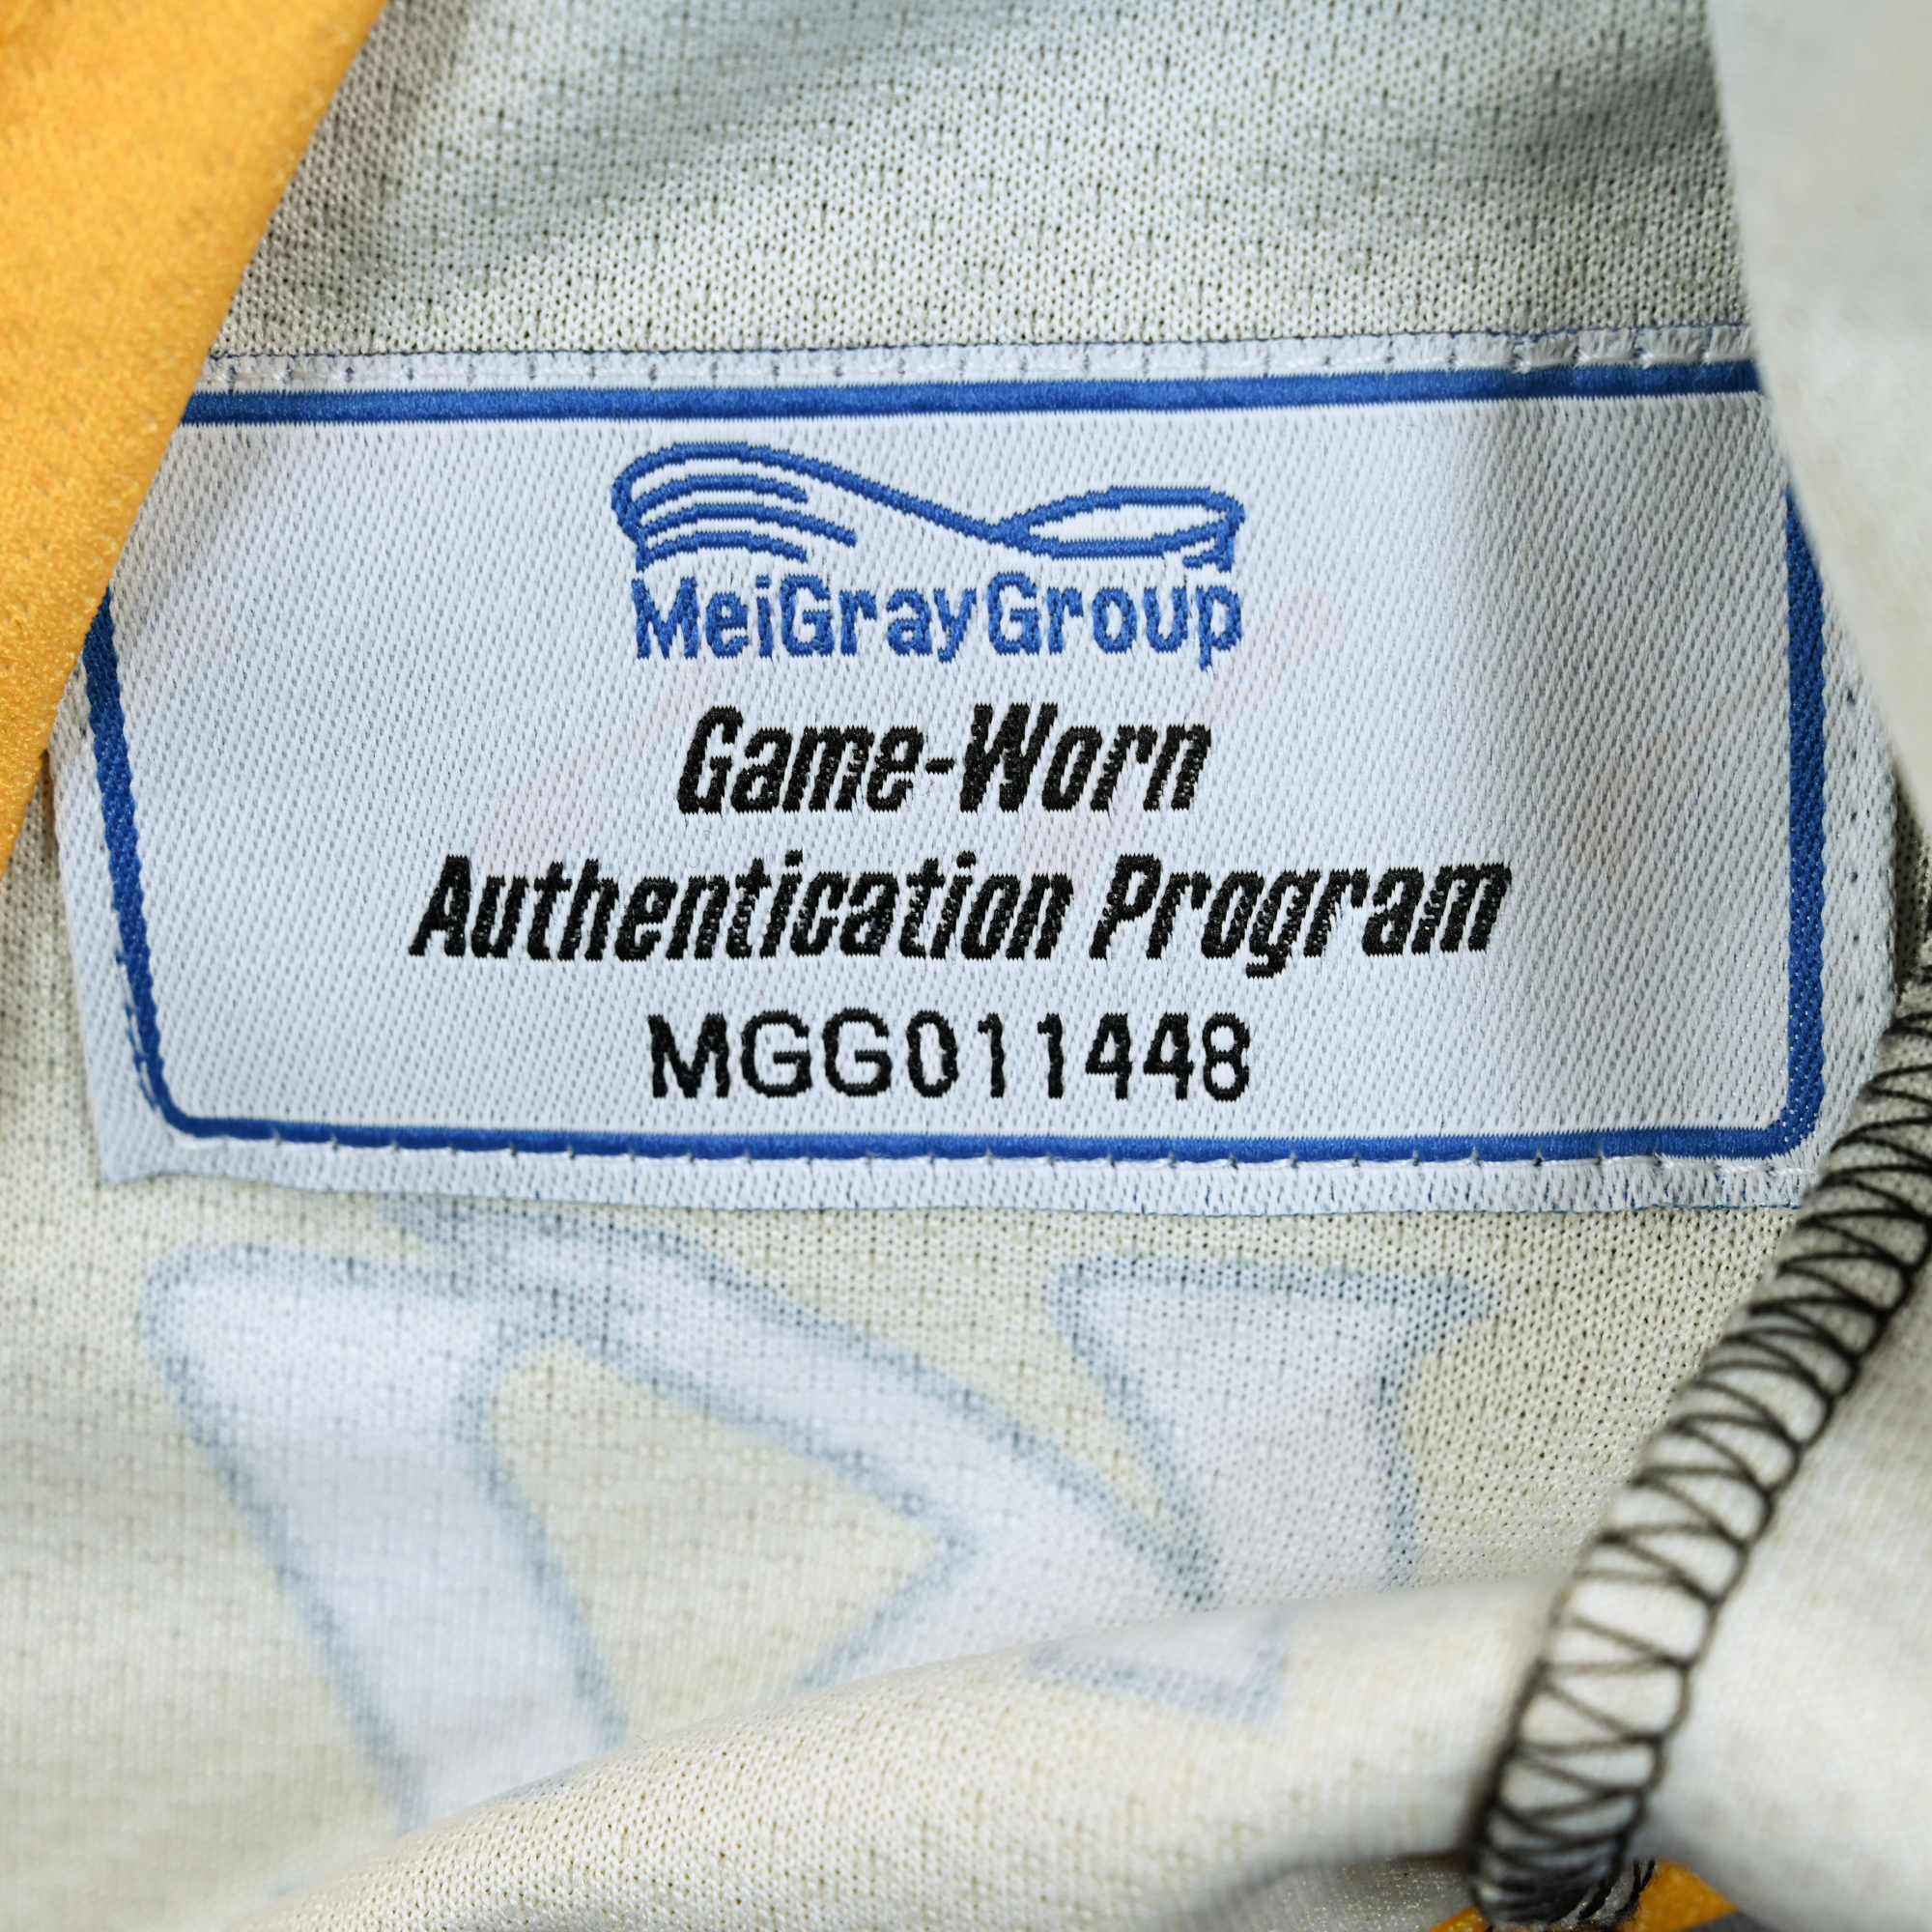 MeiGrayGroup
Game-Worn
Authentication Program
MGG011448